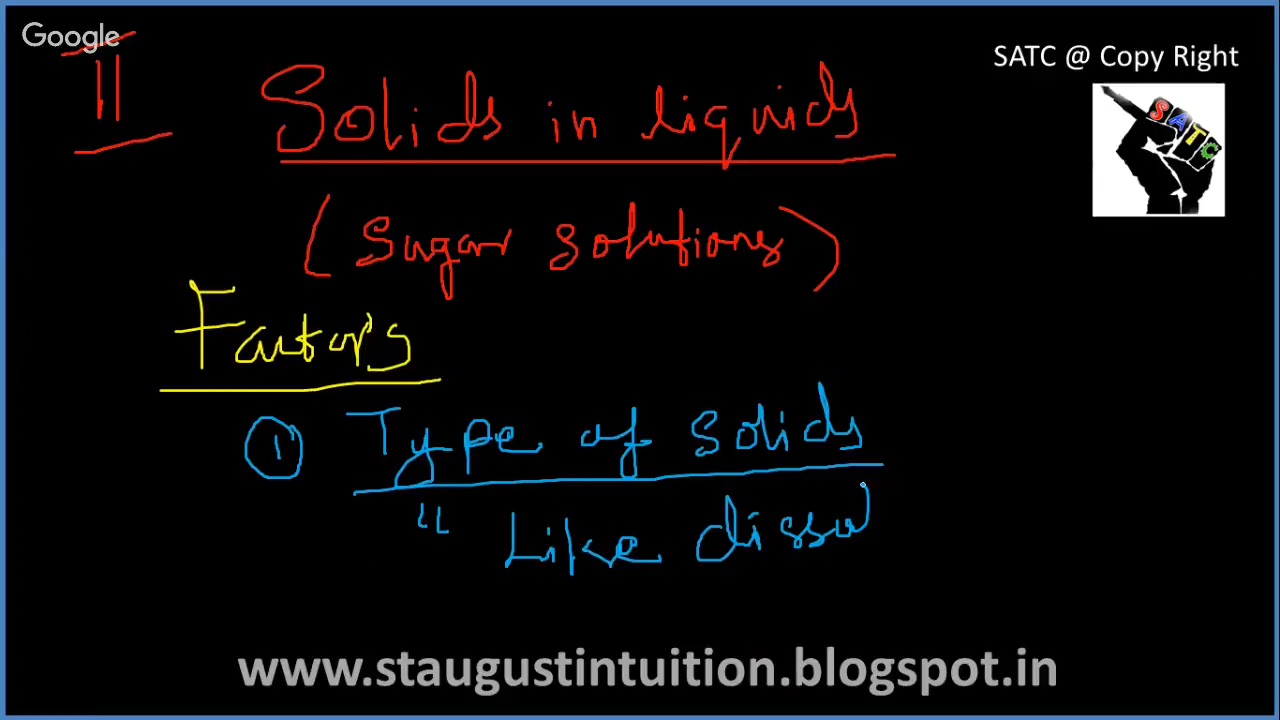 Google
SATC @ Copy Right
SATC
II Solids in liquids
(Sugar solutions)
Factors
① Type of solids
" Like dissol
www.staugustintuition.blogspot.in